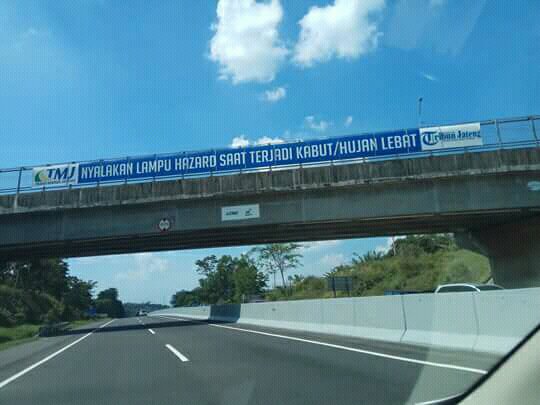 TMJ
NYALAKAN LAMPU HAZARD SAAT TERJADI KABUT/HUJAN LEBAT
Tribun Jateng